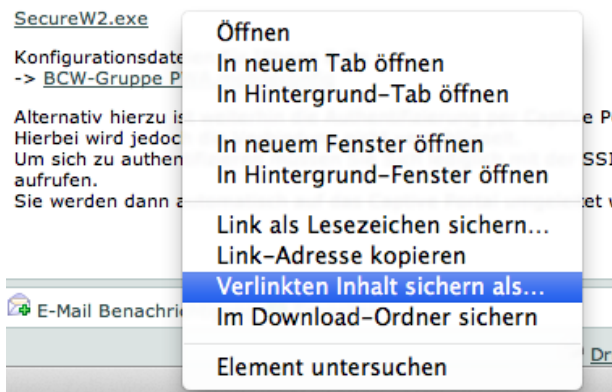 SecureW2.exe
Konfigurationsdate
-> BCW-Gruppe P
Alternativ hierzu is
Hierbei wird jedoc
Um sich zu authen
aufrufen.
Sie werden dann a
E-Mail Benachri
Öffnen
In neuem Tab öffnen
In Hintergrund-Tab öffnen
In neuem Fenster öffnen
In Hintergrund-Fenster öffnen
Link als Lesezeichen sichern...
Link-Adresse kopieren
Verlinkten Inhalt sichern als...
Im Download-Ordner sichern
Element untersuchen
Dr